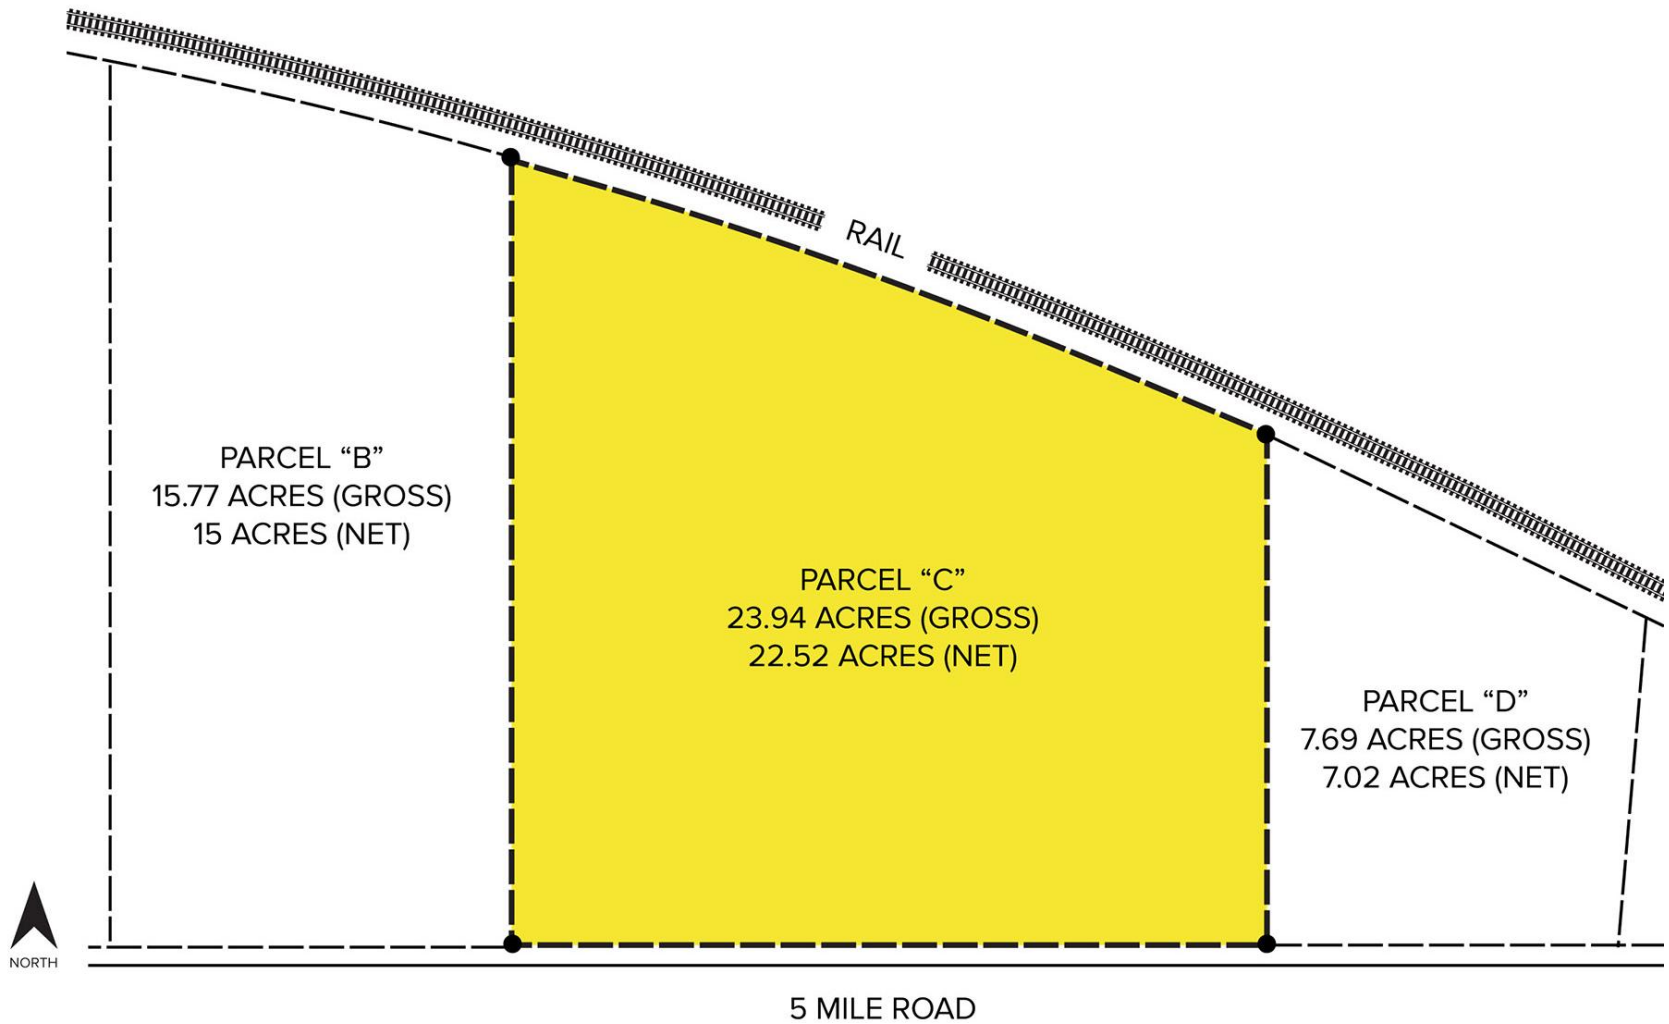 RAIL
PARCEL “B”
15.77 ACRES (GROSS)
15 ACRES (NET)
PARCEL “C”
23.94 ACRES (GROSS)
22.52 ACRES (NET)
PARCEL “D”
7.69 ACRES (GROSS)
7.02 ACRES (NET)
NORTH
5 MILE ROAD